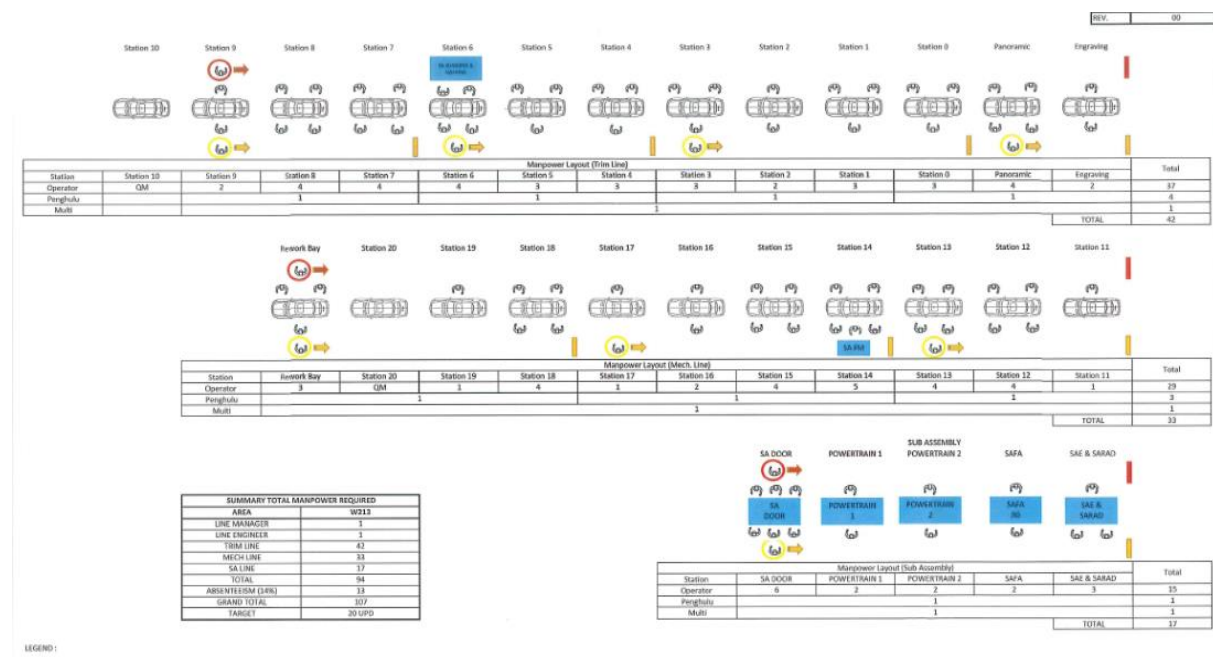 REV. 00
Station 10 Station 9 Station 8 Station 7 Station 6 Station 5 Station 4 Station 3 Station 2 Station 1 Station 0 Panoramic Engraving
Manpower Layout (Trim Line) Total
Station Station 10 Station 9 Station 8 Station 7 Station 6 Station 5 Station 4 Station 3 Station 2 Station 1 Station 0 Panoramic Engraving
Operator QM 2 4 4 4 3 3 3 2 3 3 4 2 37
Penghulu 1 1 1 1 4
Multi 1 1
TOTAL 42
Rework Bay Station 20 Station 19 Station 18 Station 17 Station 16 Station 15 Station 14 Station 13 Station 12 Station 11
SA FM
Manpower Layout (Mech. Line) Total
Station Rework Bay Station 20 Station 19 Station 18 Station 17 Station 16 Station 15 Station 14 Station 13 Station 12 Station 11
Operator 3 QM 1 4 1 2 4 5 4 4 1 29
Penghulu 1 1 1 3
Multi 1 1
TOTAL 33
SA DOOR POWERTRAIN 1 SUB ASSEMBLY POWERTRAIN 2 SAFA SAE & SARAD
SA DOOR POWERTRAIN 1 POWERTRAIN 2 SAFA SAE & SARAD
Manpower Layout (Sub Assembly) Total
Station SA DOOR POWERTRAIN 1 POWERTRAIN 2 SAFA SAE & SARAD
Operator 6 2 2 2 3 15
Penghulu 1 1
Multi 1 1
TOTAL 17
SUMMARY TOTAL MANPOWER REQUIRED
AREA W213
LINE MANAGER 1
LINE ENGINEER 1
TRIM LINE 42
MECH LINE 33
SA LINE 17
TOTAL 94
ABSENTEEISM (14%) 13
GRAND TOTAL 107
TARGET 20 UPD
LEGEND :